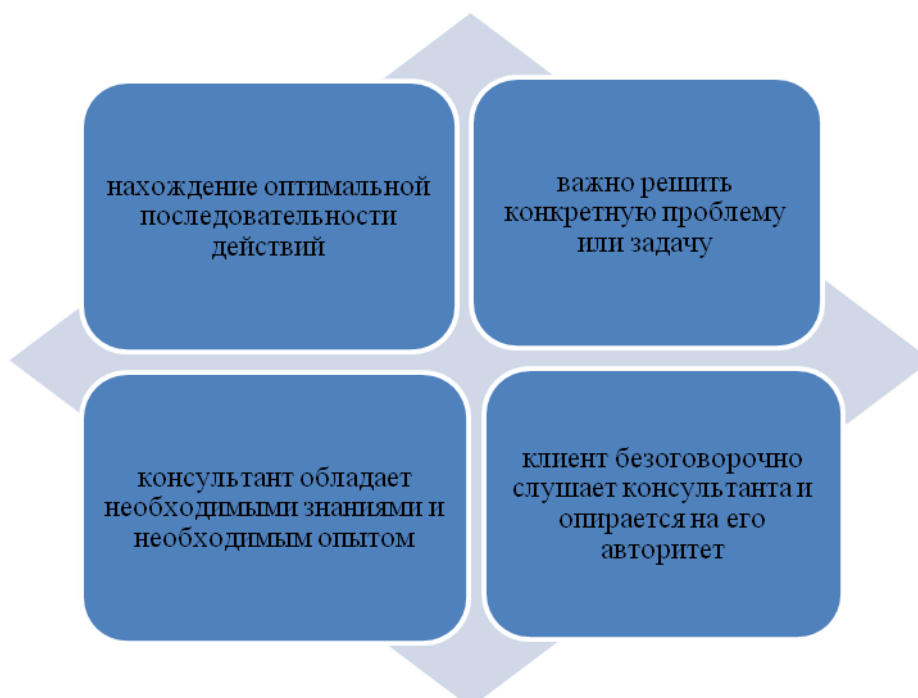 нахождение оптимальной
последовательности
действий
важно решить
конкретную проблему
или задачу
консультант обладает
необходимыми знаниями и
необходимым опытом
клиент безоговорочно
слушает консультанта и
опирается на его
авторитет